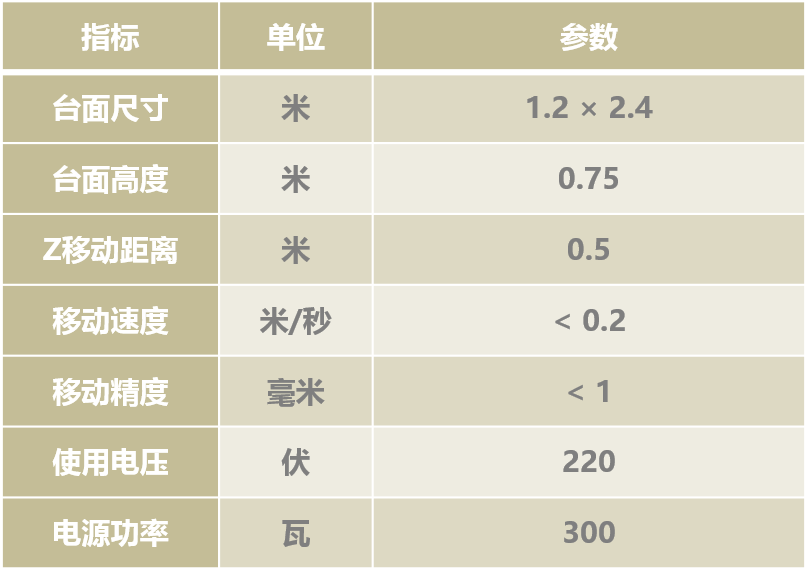 指标 单位 参数
台面尺寸 米 1.2 × 2.4
台面高度 米 0.75
Z移动距离 米 0.5
移动速度 米/秒 < 0.2
移动精度 毫米 < 1
使用电压 伏 220
电源功率 瓦 300